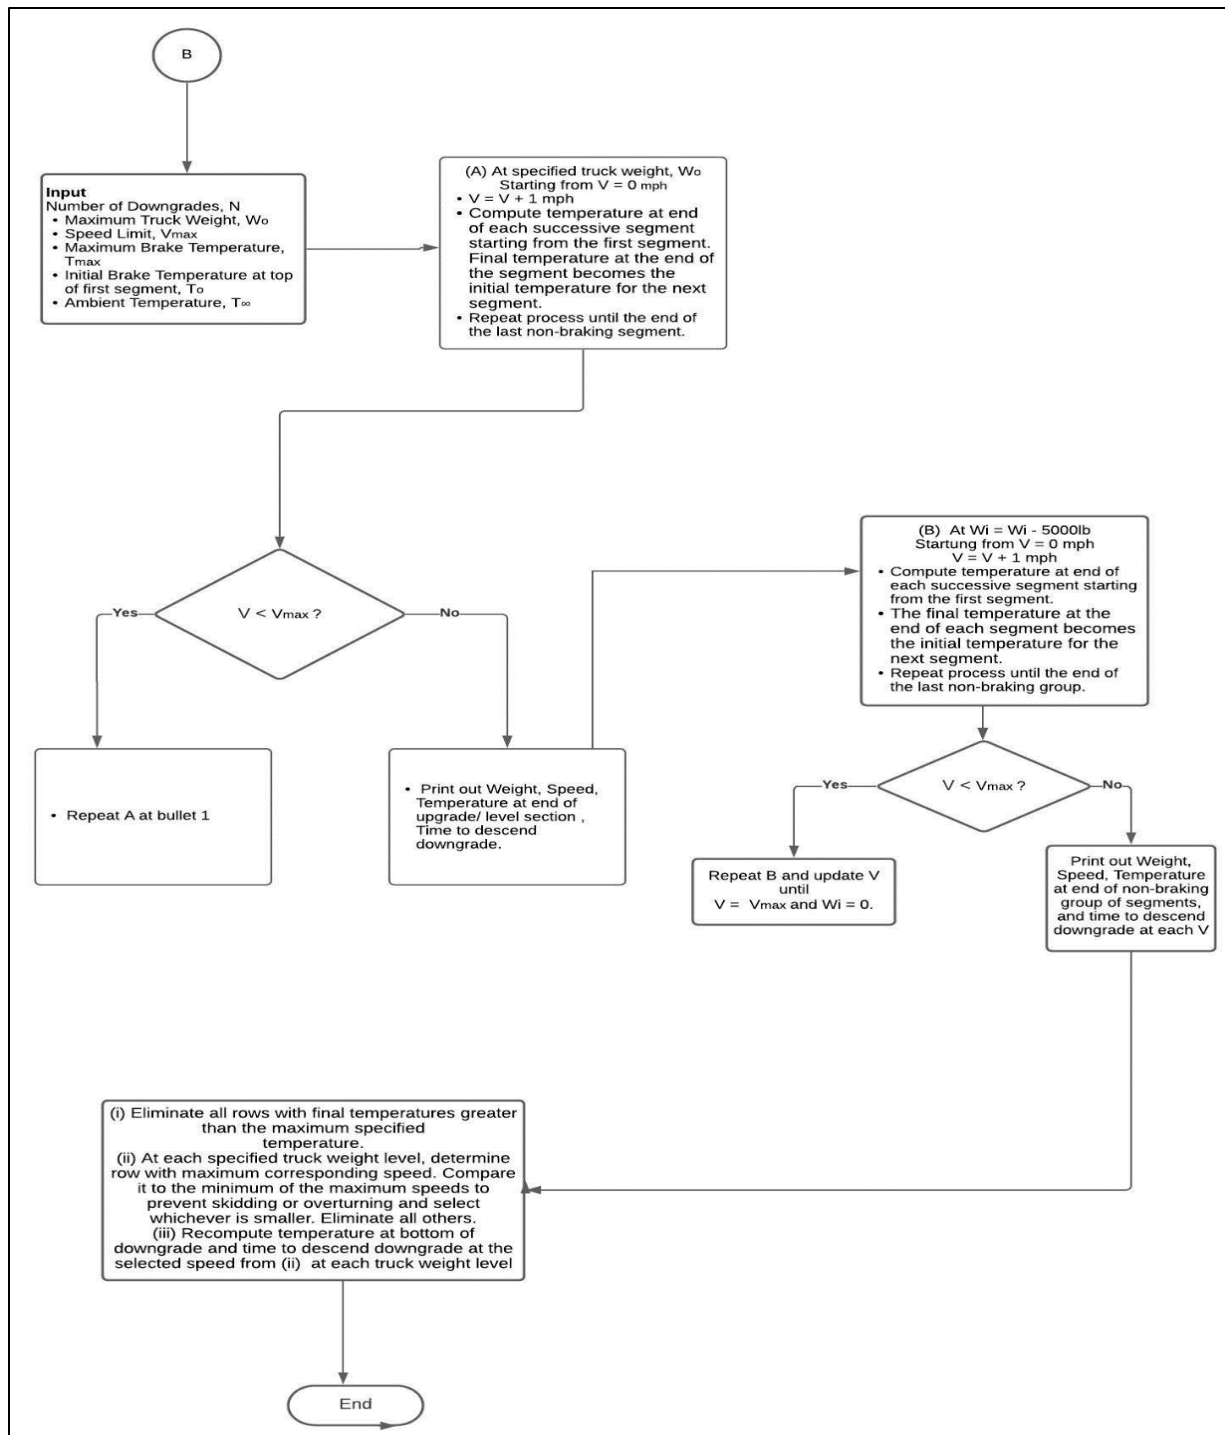 B
Input
Number of Downgrades, N
• Maximum Truck Weight, Wo
• Speed Limit, Vmax
• Maximum Brake Temperature,
Tmax
• Initial Brake Temperature at top
of first segment, To
• Ambient Temperature, T∞
(A) At specified truck weight, Wo
Starting from V = 0 mph
• V = V + 1 mph
• Compute temperature at end
of each successive segment
starting from the first segment.
Final temperature at the end of
the segment becomes the
initial temperature for the next
segment.
• Repeat process until the end of
the last non-braking segment.
V < Vmax ?
Yes
No
• Repeat A at bullet 1
• Print out Weight, Speed,
Temperature at end of
upgrade/ level section ,
Time to descend
downgrade.
(B) At Wi = Wi - 5000lb
Startung from V = 0 mph
V = V + 1 mph
• Compute temperature at end of
each successive segment starting
from the first segment.
• The final temperature at the
end of each segment becomes
the initial temperature for the
next segment.
• Repeat process until the end of
the last non-braking group.
V < Vmax ?
Yes
No
Repeat B and update V
until
V = Vmax and Wi = 0.
Print out Weight,
Speed, Temperature
at end of non-braking
group of segments,
and time to descend
downgrade at each V
(i) Eliminate all rows with final temperatures greater
than the maximum specified
temperature.
(ii) At each specified truck weight level, determine
row with maximum corresponding speed. Compare
it to the minimum of the maximum speeds to
prevent skidding or overturning and select
whichever is smaller. Eliminate all others.
(iii) Recompute temperature at bottom of
downgrade and time to descend downgrade at the
selected speed from (ii) at each truck weight level
End